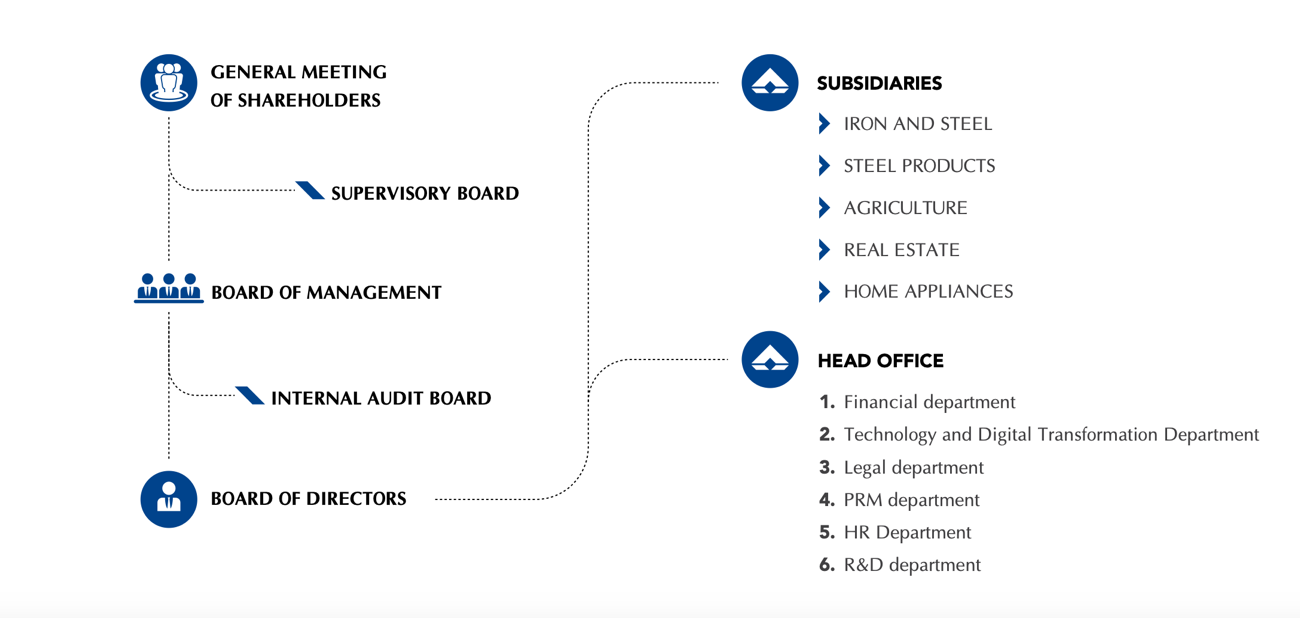 GENERAL MEETING
OF SHAREHOLDERS
SUPERVISORY BOARD
BOARD OF MANAGEMENT
INTERNAL AUDIT BOARD
BOARD OF DIRECTORS
SUBSIDIARIES
IRON AND STEEL
STEEL PRODUCTS
AGRICULTURE
REAL ESTATE
HOME APPLIANCES
HEAD OFFICE
1. Financial department
2. Technology and Digital Transformation Department
3. Legal department
4. PRM department
5. HR Department
6. R&D department